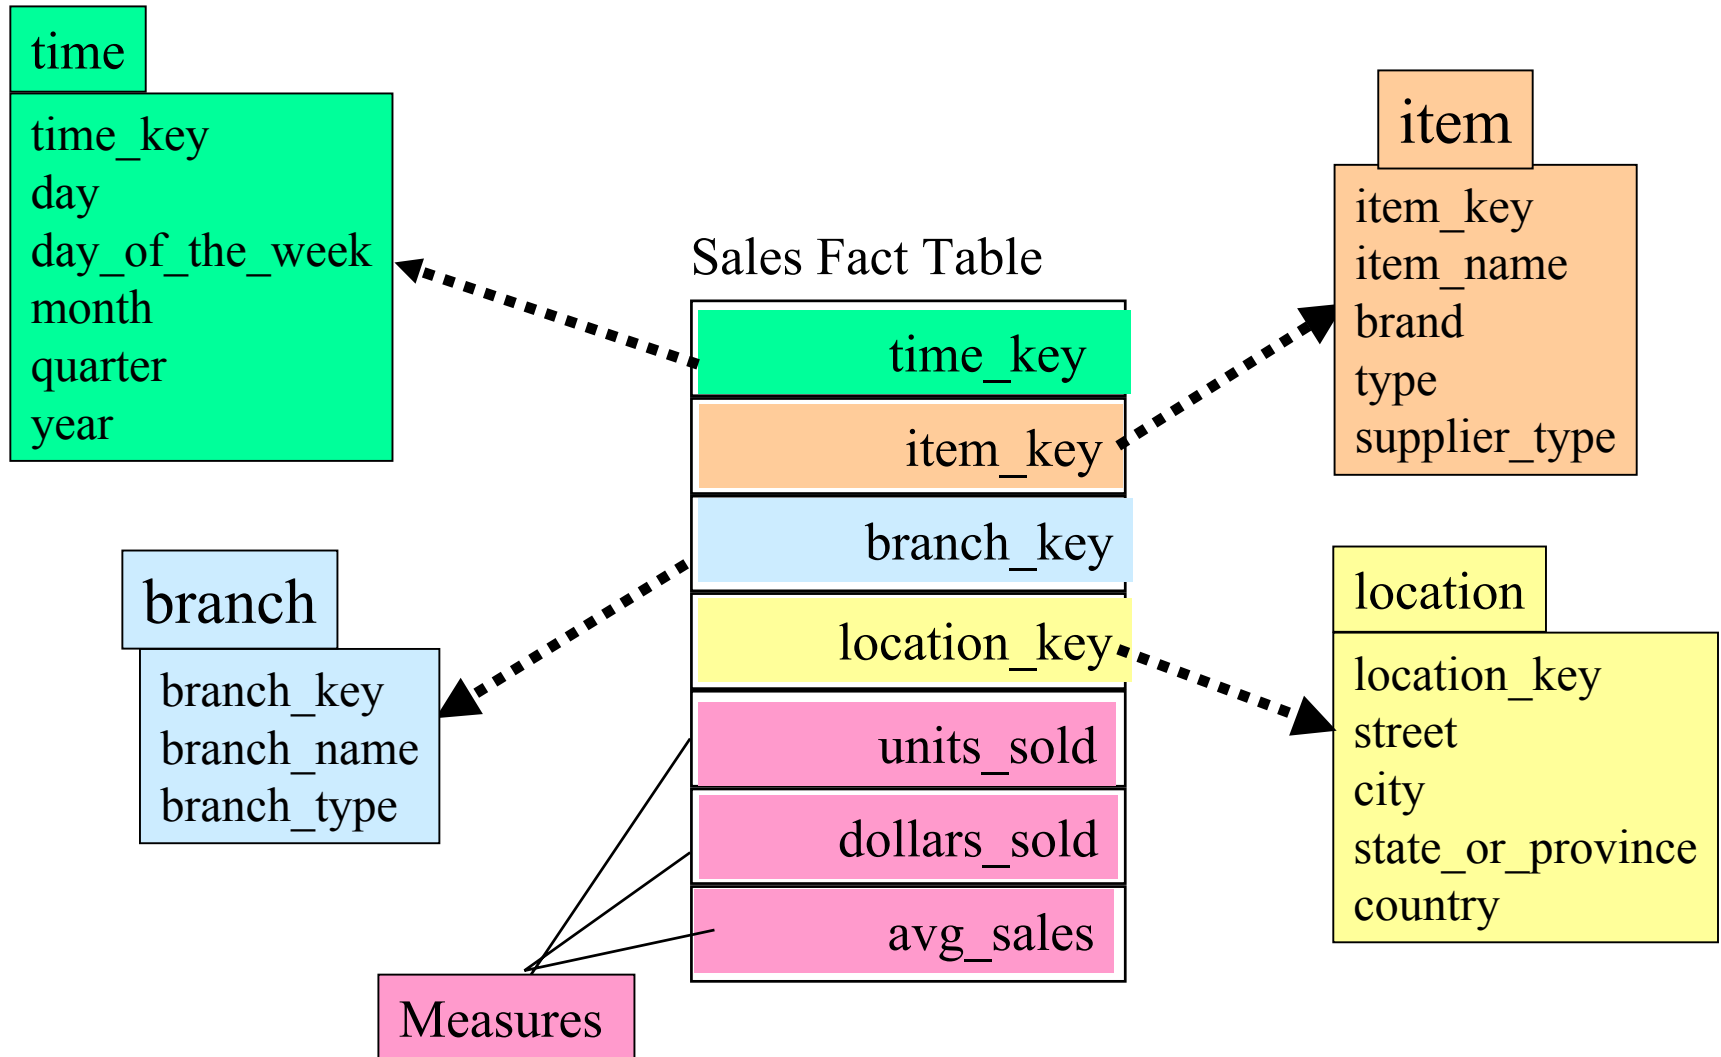 time
time_key
day
day_of_the_week
month
quarter
year
item
item_key
item_name
brand
type
supplier_type
Sales Fact Table
time_key
item_key
branch_key
location_key
units_sold
dollars_sold
avg_sales
branch
branch_key
branch_name
branch_type
location
location_key
street
city
state_or_province
country
Measures